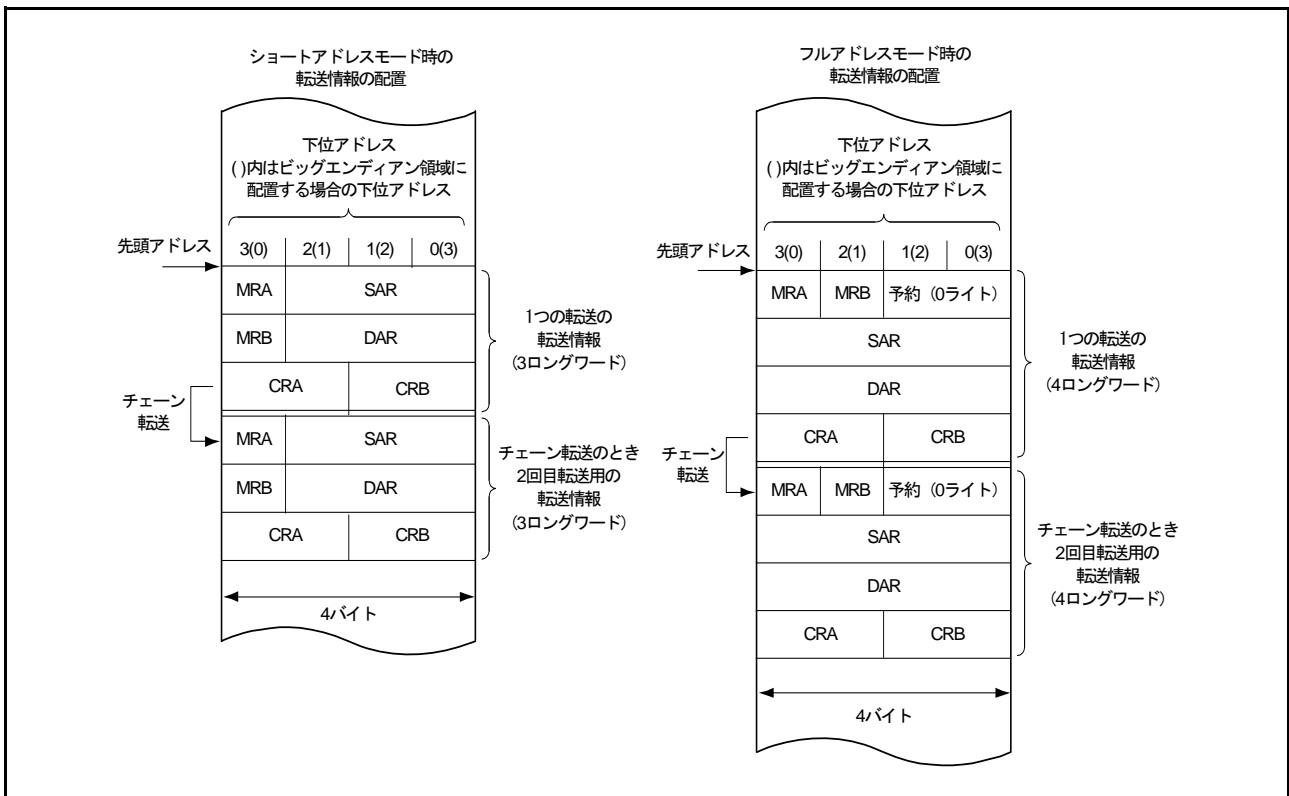 ショートアドレスモード時の
転送情報の配置
下位アドレス
( )内はビッグエンディアン領域に
配置する場合の下位アドレス
先頭アドレス
3(0) 2(1) 1(2) 0(3)
MRA SAR
MRB DAR
CRA CRB
1つの転送の
転送情報
(3ロングワード)
チェーン
転送
MRA SAR
MRB DAR
CRA CRB
チェーン転送のとき
2回目転送用の
転送情報
(3ロングワード)
4バイト
フルアドレスモード時の
転送情報の配置
下位アドレス
( )内はビッグエンディアン領域に
配置する場合の下位アドレス
先頭アドレス
3(0) 2(1) 1(2) 0(3)
MRA MRB 予約（0ライト）
SAR
DAR
CRA CRB
1つの転送の
転送情報
(4ロングワード)
チェーン
転送
MRA MRB 予約（0ライト）
SAR
DAR
CRA CRB
チェーン転送のとき
2回目転送用の
転送情報
(4ロングワード)
4バイト